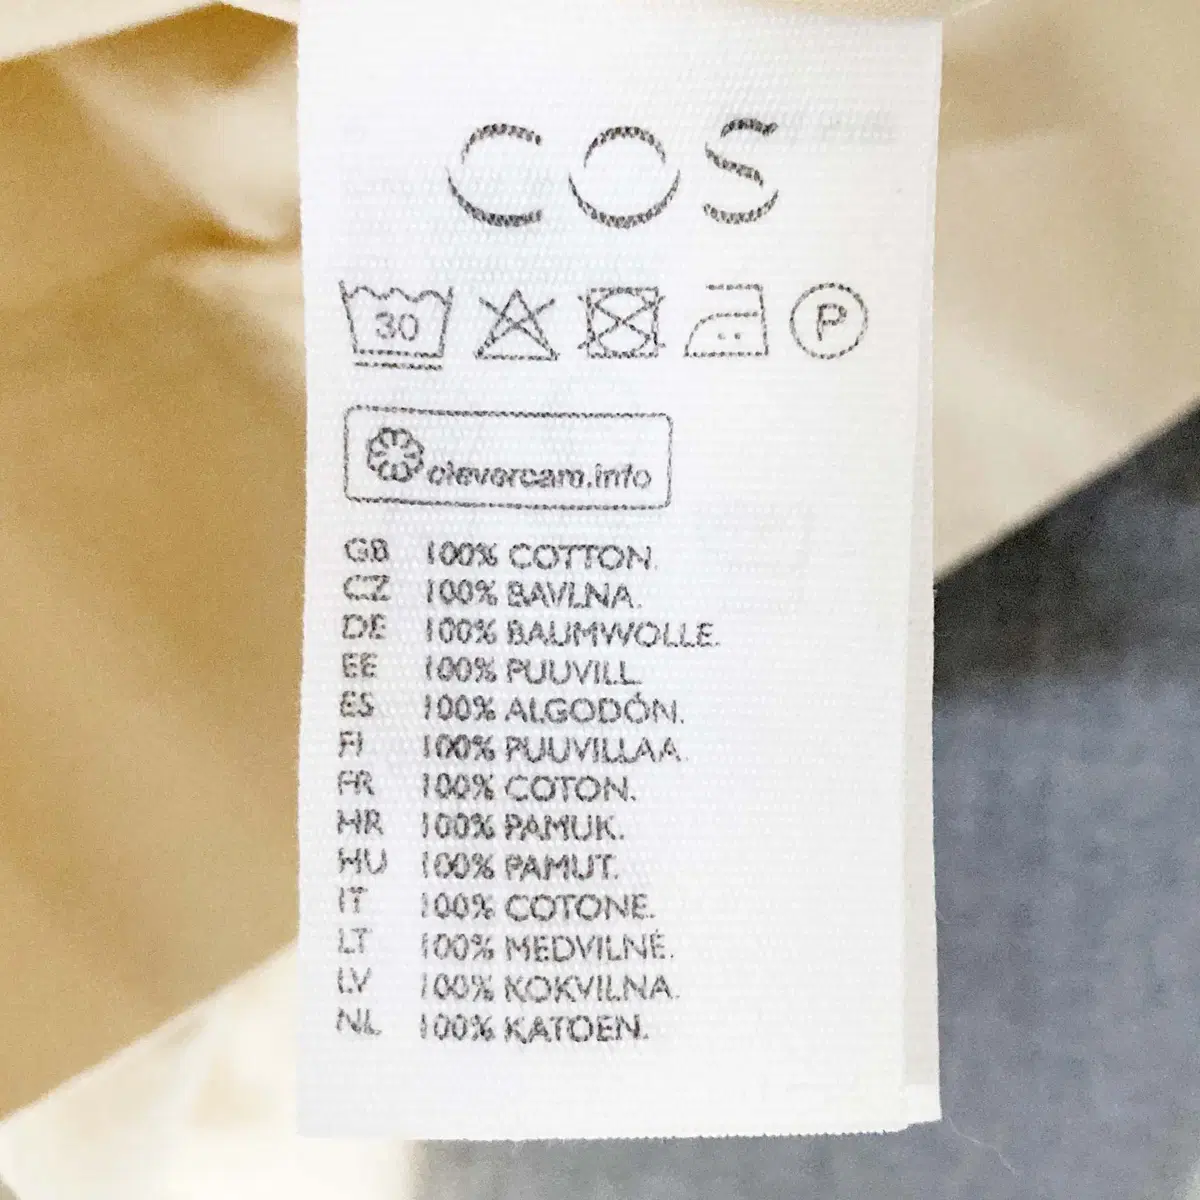 COS
30
P
clevercare.info
GB 100% COTTON.
CZ 100% BAVLNA.
DE 100% BAUMWOLLE.
EE 100% PUUVILL.
ES 100% ALGODÓN.
FI 100% PUUVILLAA.
FR 100% COTON.
HR 100% PAMUK.
HU 100% PAMUT.
IT 100% COTONE.
LT 100% MEDVILNĖ.
LV 100% KOKVILNA.
NL 100% KATOEN.